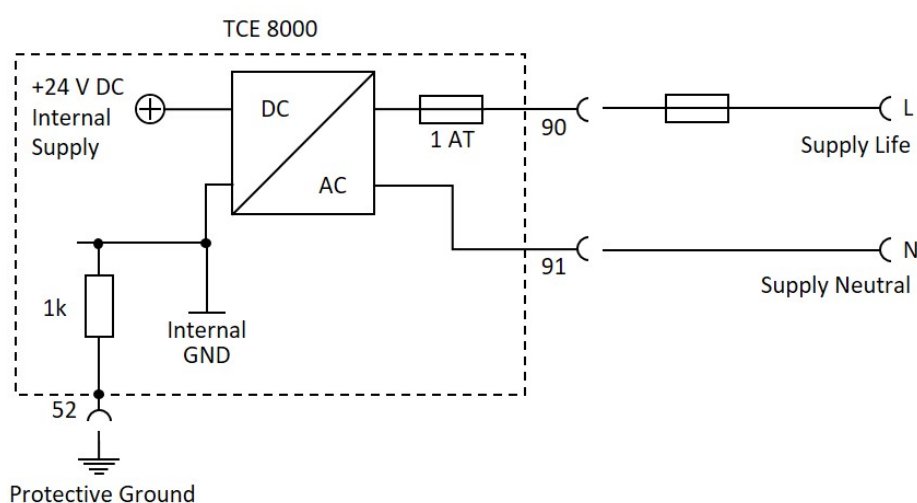 TCE 8000
+24 V DC
Internal
Supply
DC
AC
1 AT
90
L
Supply Life
91
N
Supply Neutral
1k
Internal
GND
52
Protective Ground